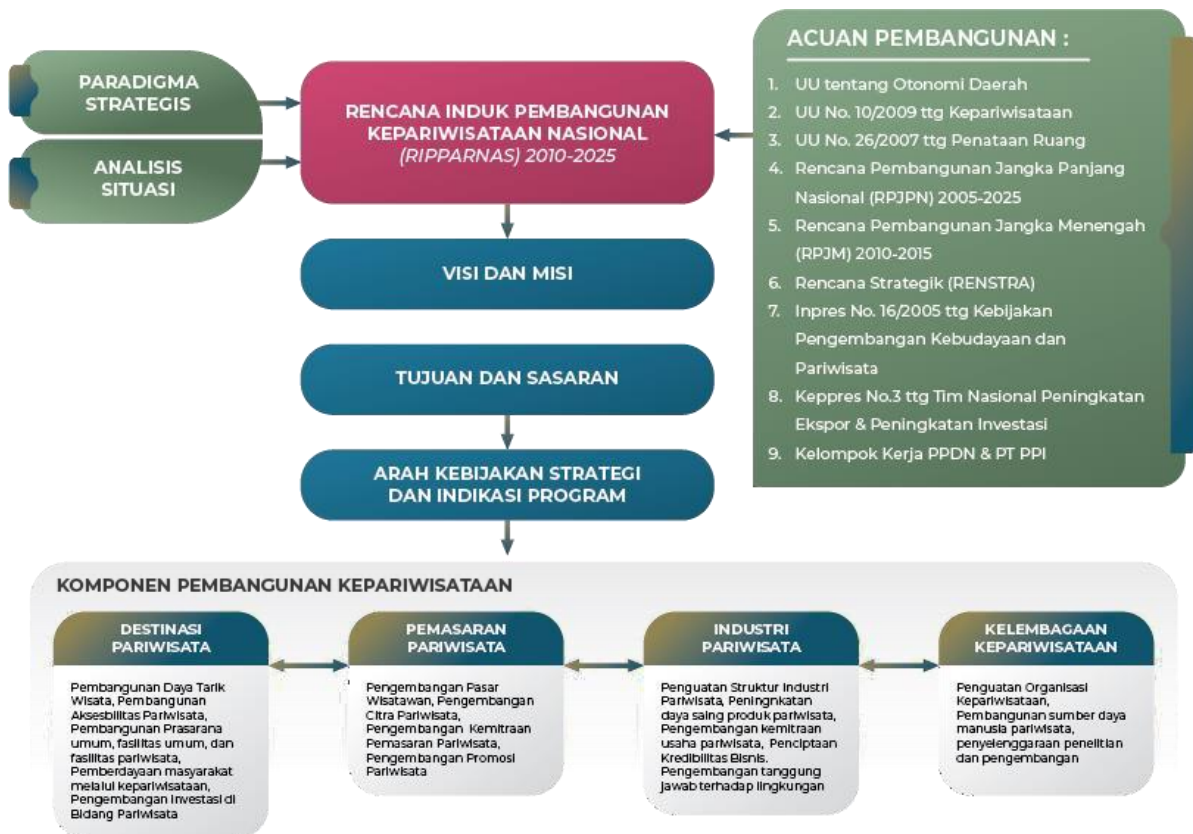 PARADIGMA
STRATEGIS
ANALISIS
SITUASI
RENCANA INDUK PEMBANGUNAN
KEPARIWISATAAN NASIONAL
(RIPPARNAS) 2010-2025
VISI DAN MISI
TUJUAN DAN SASARAN
ARAH KEBIJAKAN STRATEGI
DAN INDIKASI PROGRAM
ACUAN PEMBANGUNAN :
1. UU tentang Otonomi Daerah
2. UU No. 10/2009 ttg Kepariwisataan
3. UU No. 26/2007 ttg Penataan Ruang
4. Rencana Pembangunan Jangka Panjang
Nasional (RPJPN) 2005-2025
5. Rencana Pembangunan Jangka Menengah
(RPJM) 2010-2015
6. Rencana Strategik (RENSTRA)
7. Inpres No. 16/2005 ttg Kebijakan
Pengembangan Kebudayaan dan
Pariwisata
8. Keppres No.3 ttg Tim Nasional Peningkatan
Ekspor & Peningkatan Investasi
9. Kelompok Kerja PPDN & PT PPI
KOMPONEN PEMBANGUNAN KEPARIWISATAAN
DESTINASI
PARIWISATA
Pembangunan Daya Tarik
Wisata, Pembangunan
Aksesbilitas Pariwisata,
Pembangunan Prasarana
umum, fasilitas umum, dan
fasilitas pariwisata,
Pemberdayaan masyarakat
melalui kepariwisataan,
Pengembangan Investasi di
Bidang Pariwisata
PEMASARAN
PARIWISATA
Pengembangan Pasar
Wisatawan, Pengembangan
Citra Pariwisata,
Pengembangan Kemitraan
Pemasaran Pariwisata,
Pengembangan Promosi
Pariwisata
INDUSTRI
PARIWISATA
Penguatan Struktur Industri
Pariwisata, Peningnkatan
daya saing produk pariwisata,
Pengembangan kemitraan
usaha pariwisata, Penciptaan
Kredibilitas Bisnis.
Pengembangan tanggung
jawab terhadap lingkungan
KELEMBAGAAN
KEPARIWISATAAN
Penguatan Organisasi
Kepariwisataan,
Pembangunan sumber daya
manusia pariwisata,
penyelenggaraan penelitian
dan pengembangan